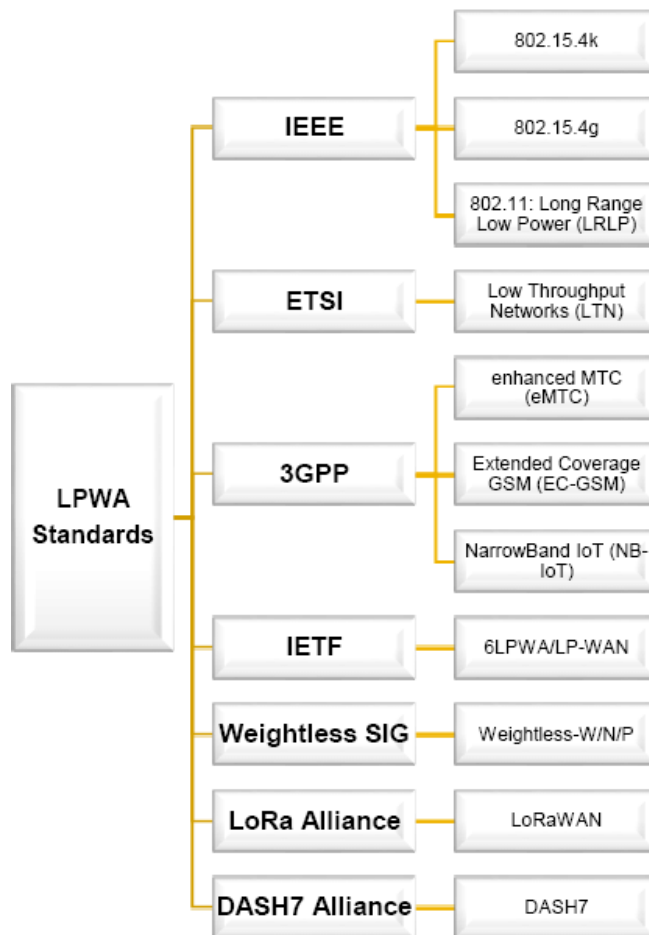 LPWA
Standards
IEEE
802.15.4k
802.15.4g
802.11: Long Range
Low Power (LRLP)
ETSI
Low Throughput
Networks (LTN)
3GPP
enhanced MTC
(eMTC)
Extended Coverage
GSM (EC-GSM)
NarrowBand IoT (NB-
IoT)
IETF
6LPWA/LP-WAN
Weightless SIG
Weightless-W/N/P
LoRa Alliance
LoRaWAN
DASH7 Alliance
DASH7